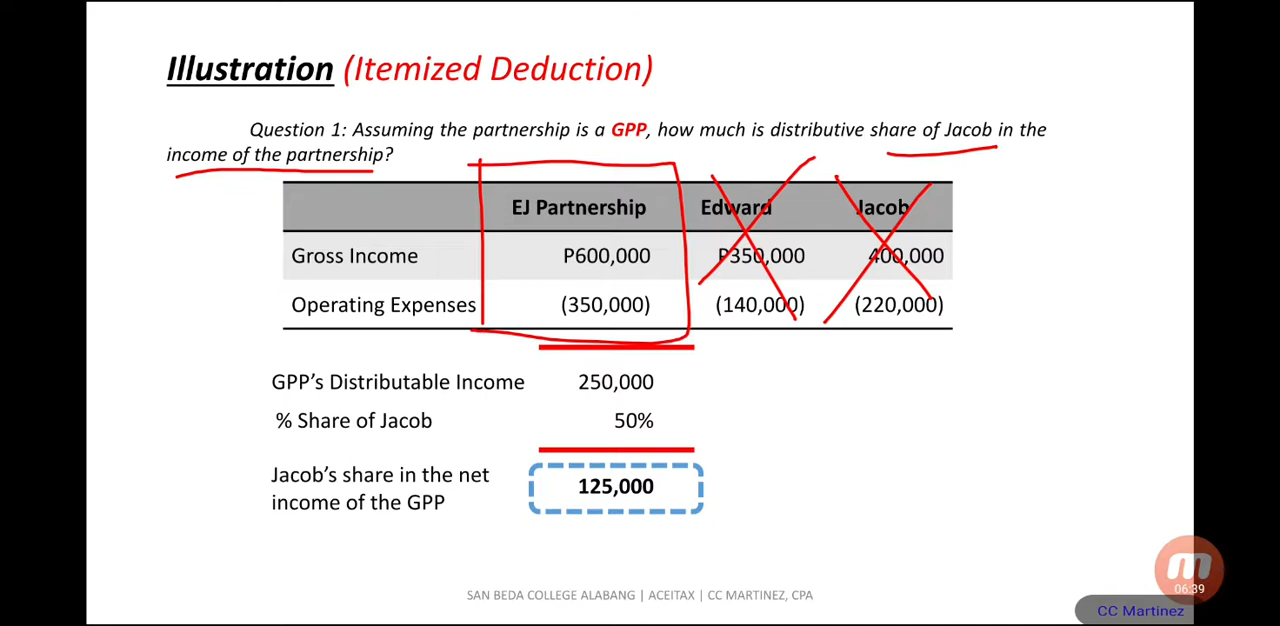 Illustration (Itemized Deduction)
Question 1: Assuming the partnership is a GPP, how much is distributive share of Jacob in the
income of the partnership?
EJ Partnership Edward Jacob
Gross Income P600,000 P350,000 400,000
Operating Expenses (350,000) (140,000) (220,000)
GPP's Distributable Income 250,000
% Share of Jacob 50%
Jacob's share in the net
income of the GPP 125,000
SAN BEDA COLLEGE ALABANG | ACEITAX | CC MARTINEZ, CPA
06:39
CC Martinez